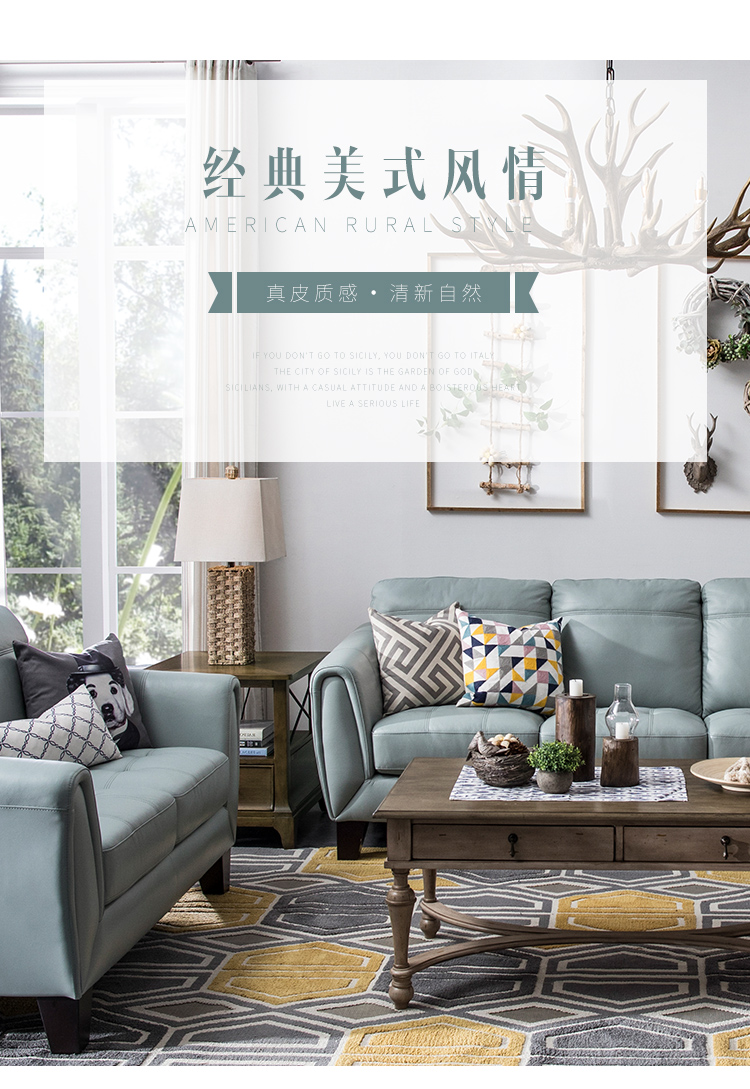 经典美式风情
AMERICAN RURAL STYLE
真皮质感·清新自然
IF YOU DON'T GO TO SICILY, YOU DON'T GO TO ITALY
THE CITY OF SICILY IS THE GARDEN OF GOD
SICILIANS, WITH A CASUAL ATTITUDE AND A BOISTEROUS HEART,
LIVE A SERIOUS LIFE